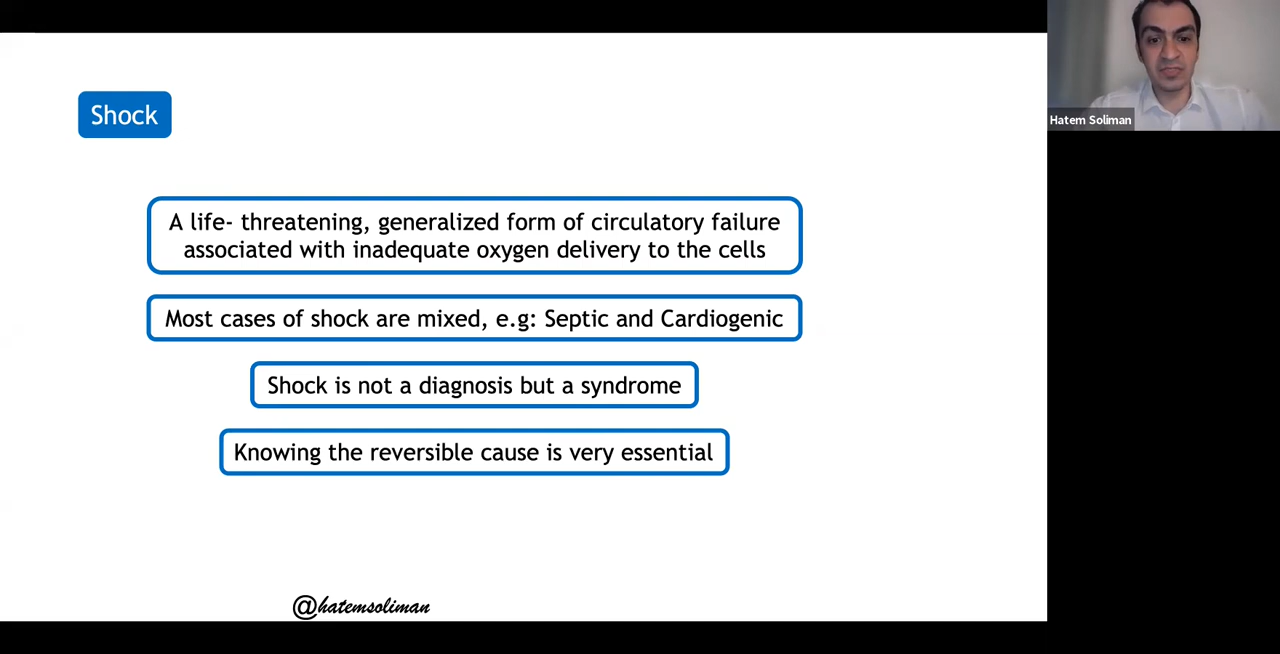 Shock
A life- threatening, generalized form of circulatory failure
associated with inadequate oxygen delivery to the cells
Most cases of shock are mixed, e.g: Septic and Cardiogenic
Shock is not a diagnosis but a syndrome
Knowing the reversible cause is very essential
@hatemsoliman
Hatem Soliman